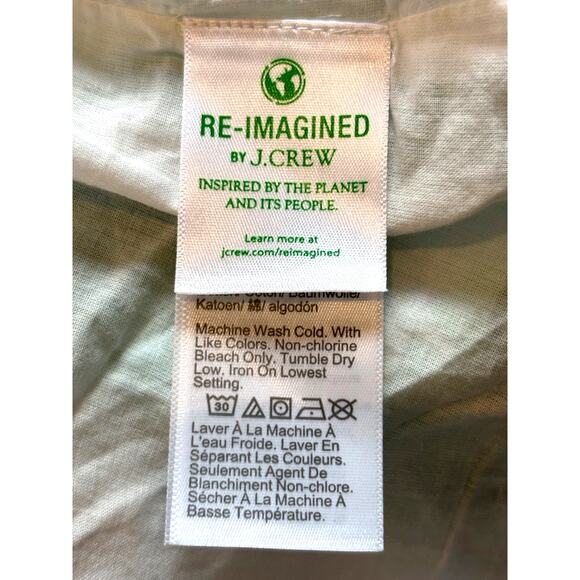 RE-IMAGINED
BY J.CREW
INSPIRED BY THE PLANET
AND ITS PEOPLE.
Learn more at
jcrew.com/reimagined
Coton/ Baumwolle/
Katoen/ 綿/ algodón
Machine Wash Cold. With
Like Colors. Non-chlorine
Bleach Only. Tumble Dry
Low. Iron On Lowest
Setting.
30
Laver À La Machine À
L'eau Froide. Laver En
Séparant Les Couleurs.
Seulement Agent De
Blanchiment Non-chlore.
Sécher À La Machine À
Basse Température.